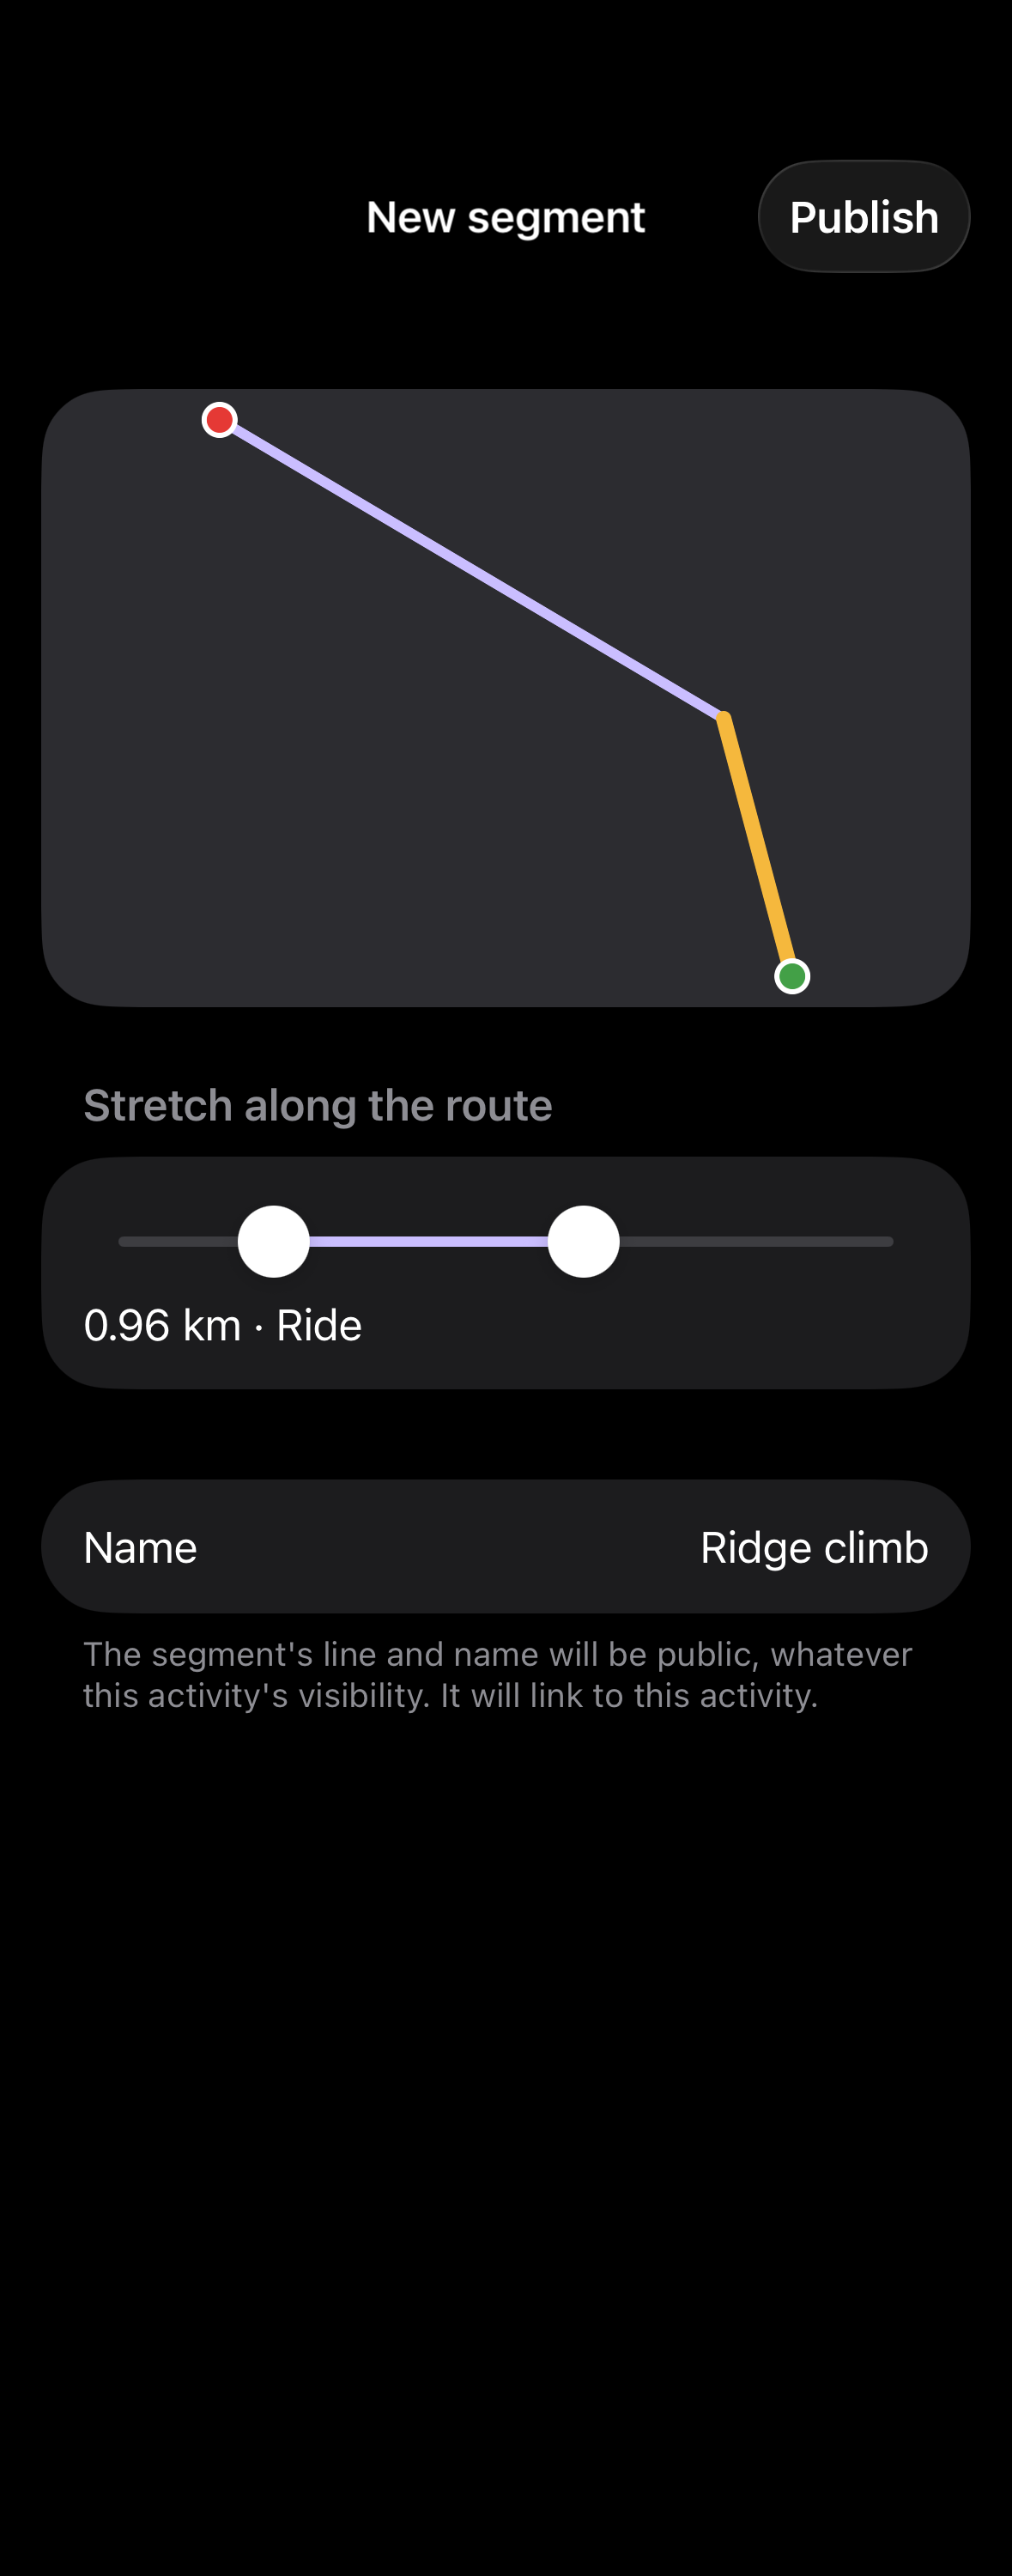 New segment
Publish
Stretch along the route
0.96 km · Ride
Name
Ridge climb
The segment's line and name will be public, whatever
this activity's visibility. It will link to this activity.